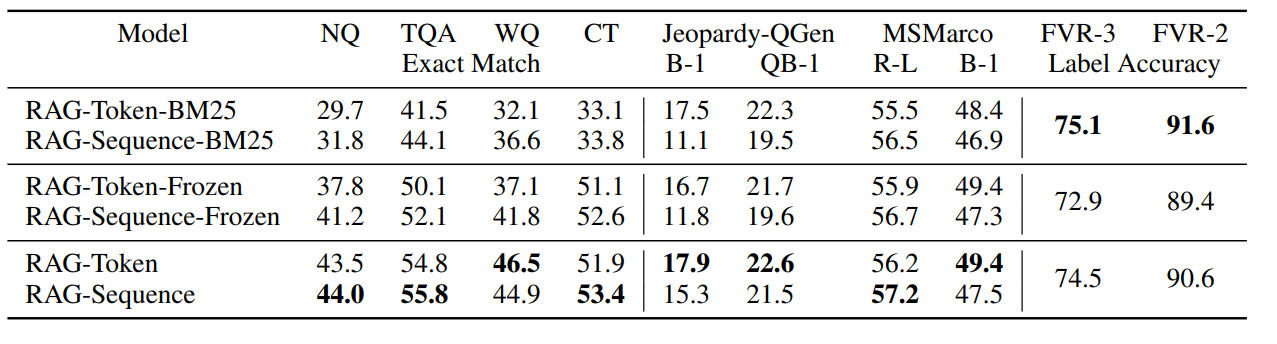 Model NQ TQA WQ CT Jeopardy-QGen MSMarco FVR-3 FVR-2
Exact Match B-1 QB-1 R-L B-1 Label Accuracy
RAG-Token-BM25 29.7 41.5 32.1 33.1 17.5 22.3 55.5 48.4
75.1 91.6
RAG-Sequence-BM25 31.8 44.1 36.6 33.8 11.1 19.5 56.5 46.9
RAG-Token-Frozen 37.8 50.1 37.1 51.1 16.7 21.7 55.9 49.4
72.9 89.4
RAG-Sequence-Frozen 41.2 52.1 41.8 52.6 11.8 19.6 56.7 47.3
RAG-Token 43.5 54.8 46.5 51.9 17.9 22.6 56.2 49.4
74.5 90.6
RAG-Sequence 44.0 55.8 44.9 53.4 15.3 21.5 57.2 47.5